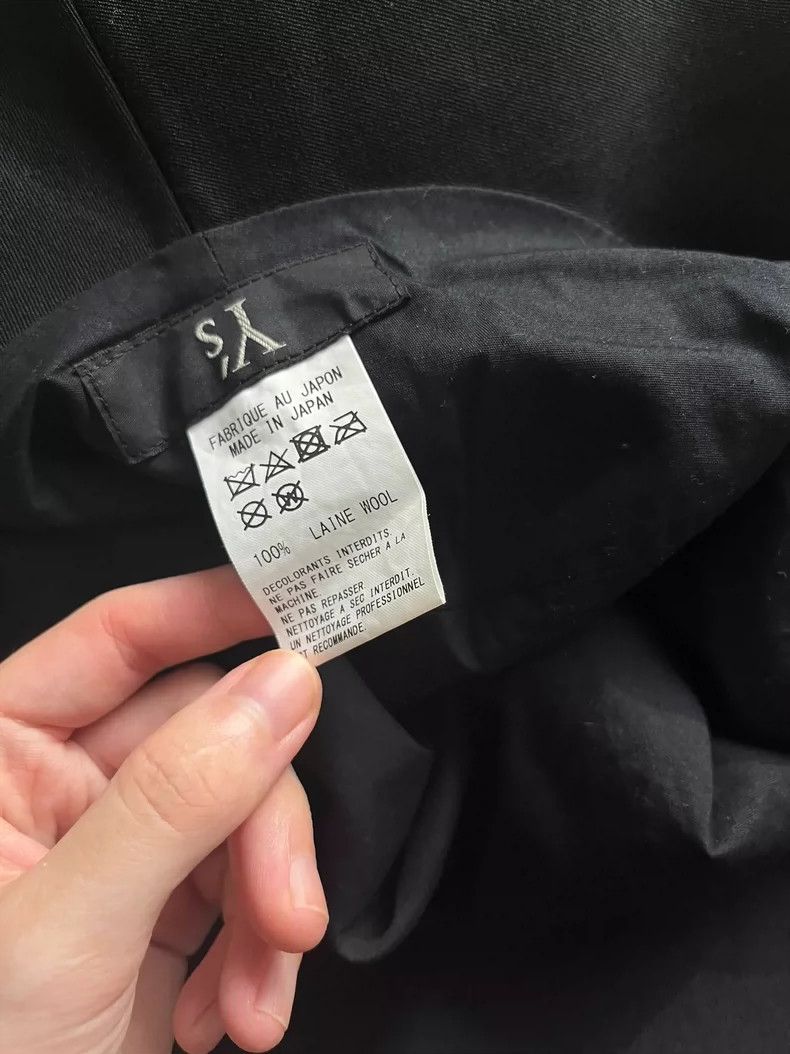 Y's
FABRIQUE AU JAPON
MADE IN JAPAN
100% LAINE WOOL
DECOLORANTS INTERDITS
NE PAS FAIRE SECHER A LA
MACHINE.
NE PAS REPASSER
NETTOYAGE A SEC INTERDIT.
UN NETTOYAGE PROFESSIONNEL
RECOMMANDE.